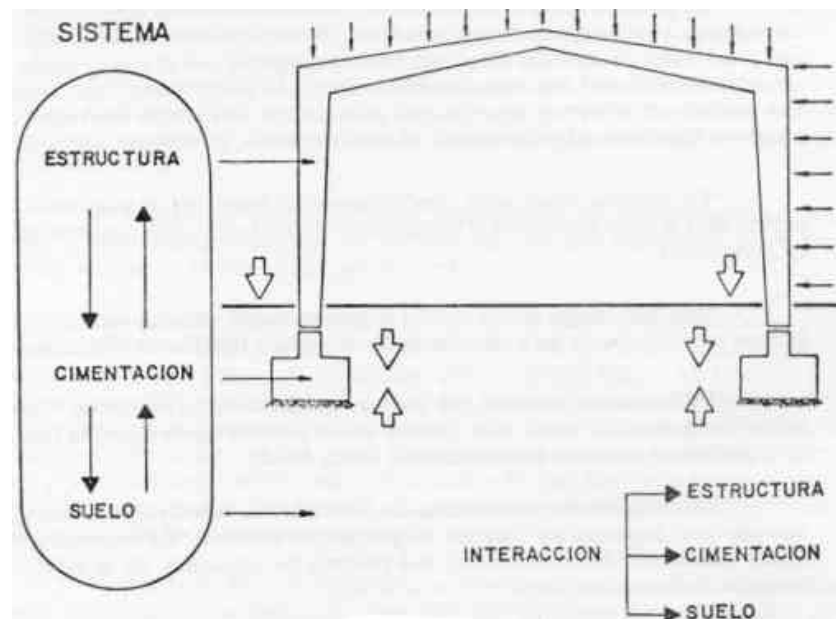 SISTEMA
ESTRUCTURA
CIMENTACION
SUELO
INTERACCION
ESTRUCTURA
CIMENTACION
SUELO